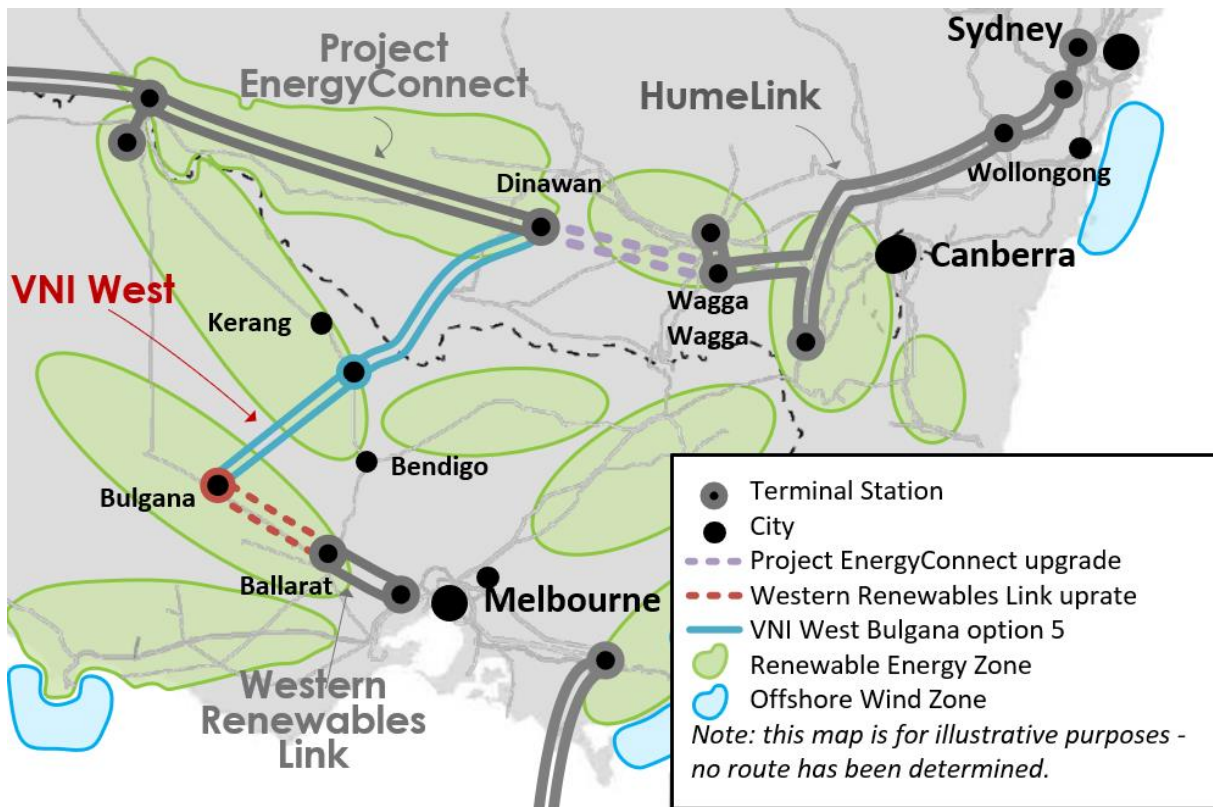 Project
EnergyConnect
HumeLink
Sydney
Wollongong
Dinawan
Canberra
VNI West
Kerang
Wagga
Wagga
Bulgana
Bendigo
Ballarat
Melbourne
Western
Renewables
Link
Terminal Station
City
Project EnergyConnect upgrade
Western Renewables Link uprate
VNI West Bulgana option 5
Renewable Energy Zone
Offshore Wind Zone
Note: this map is for illustrative purposes -
no route has been determined.